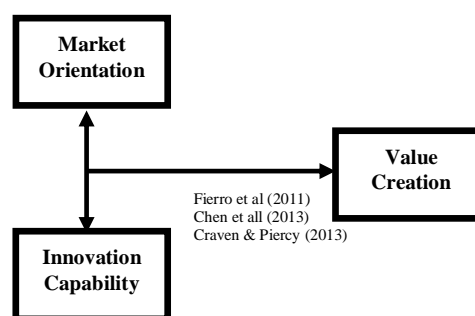 Market
Orientation
Value
Creation
Fierro et al (2011)
Chen et all (2013)
Craven & Piercy (2013)
Innovation
Capability